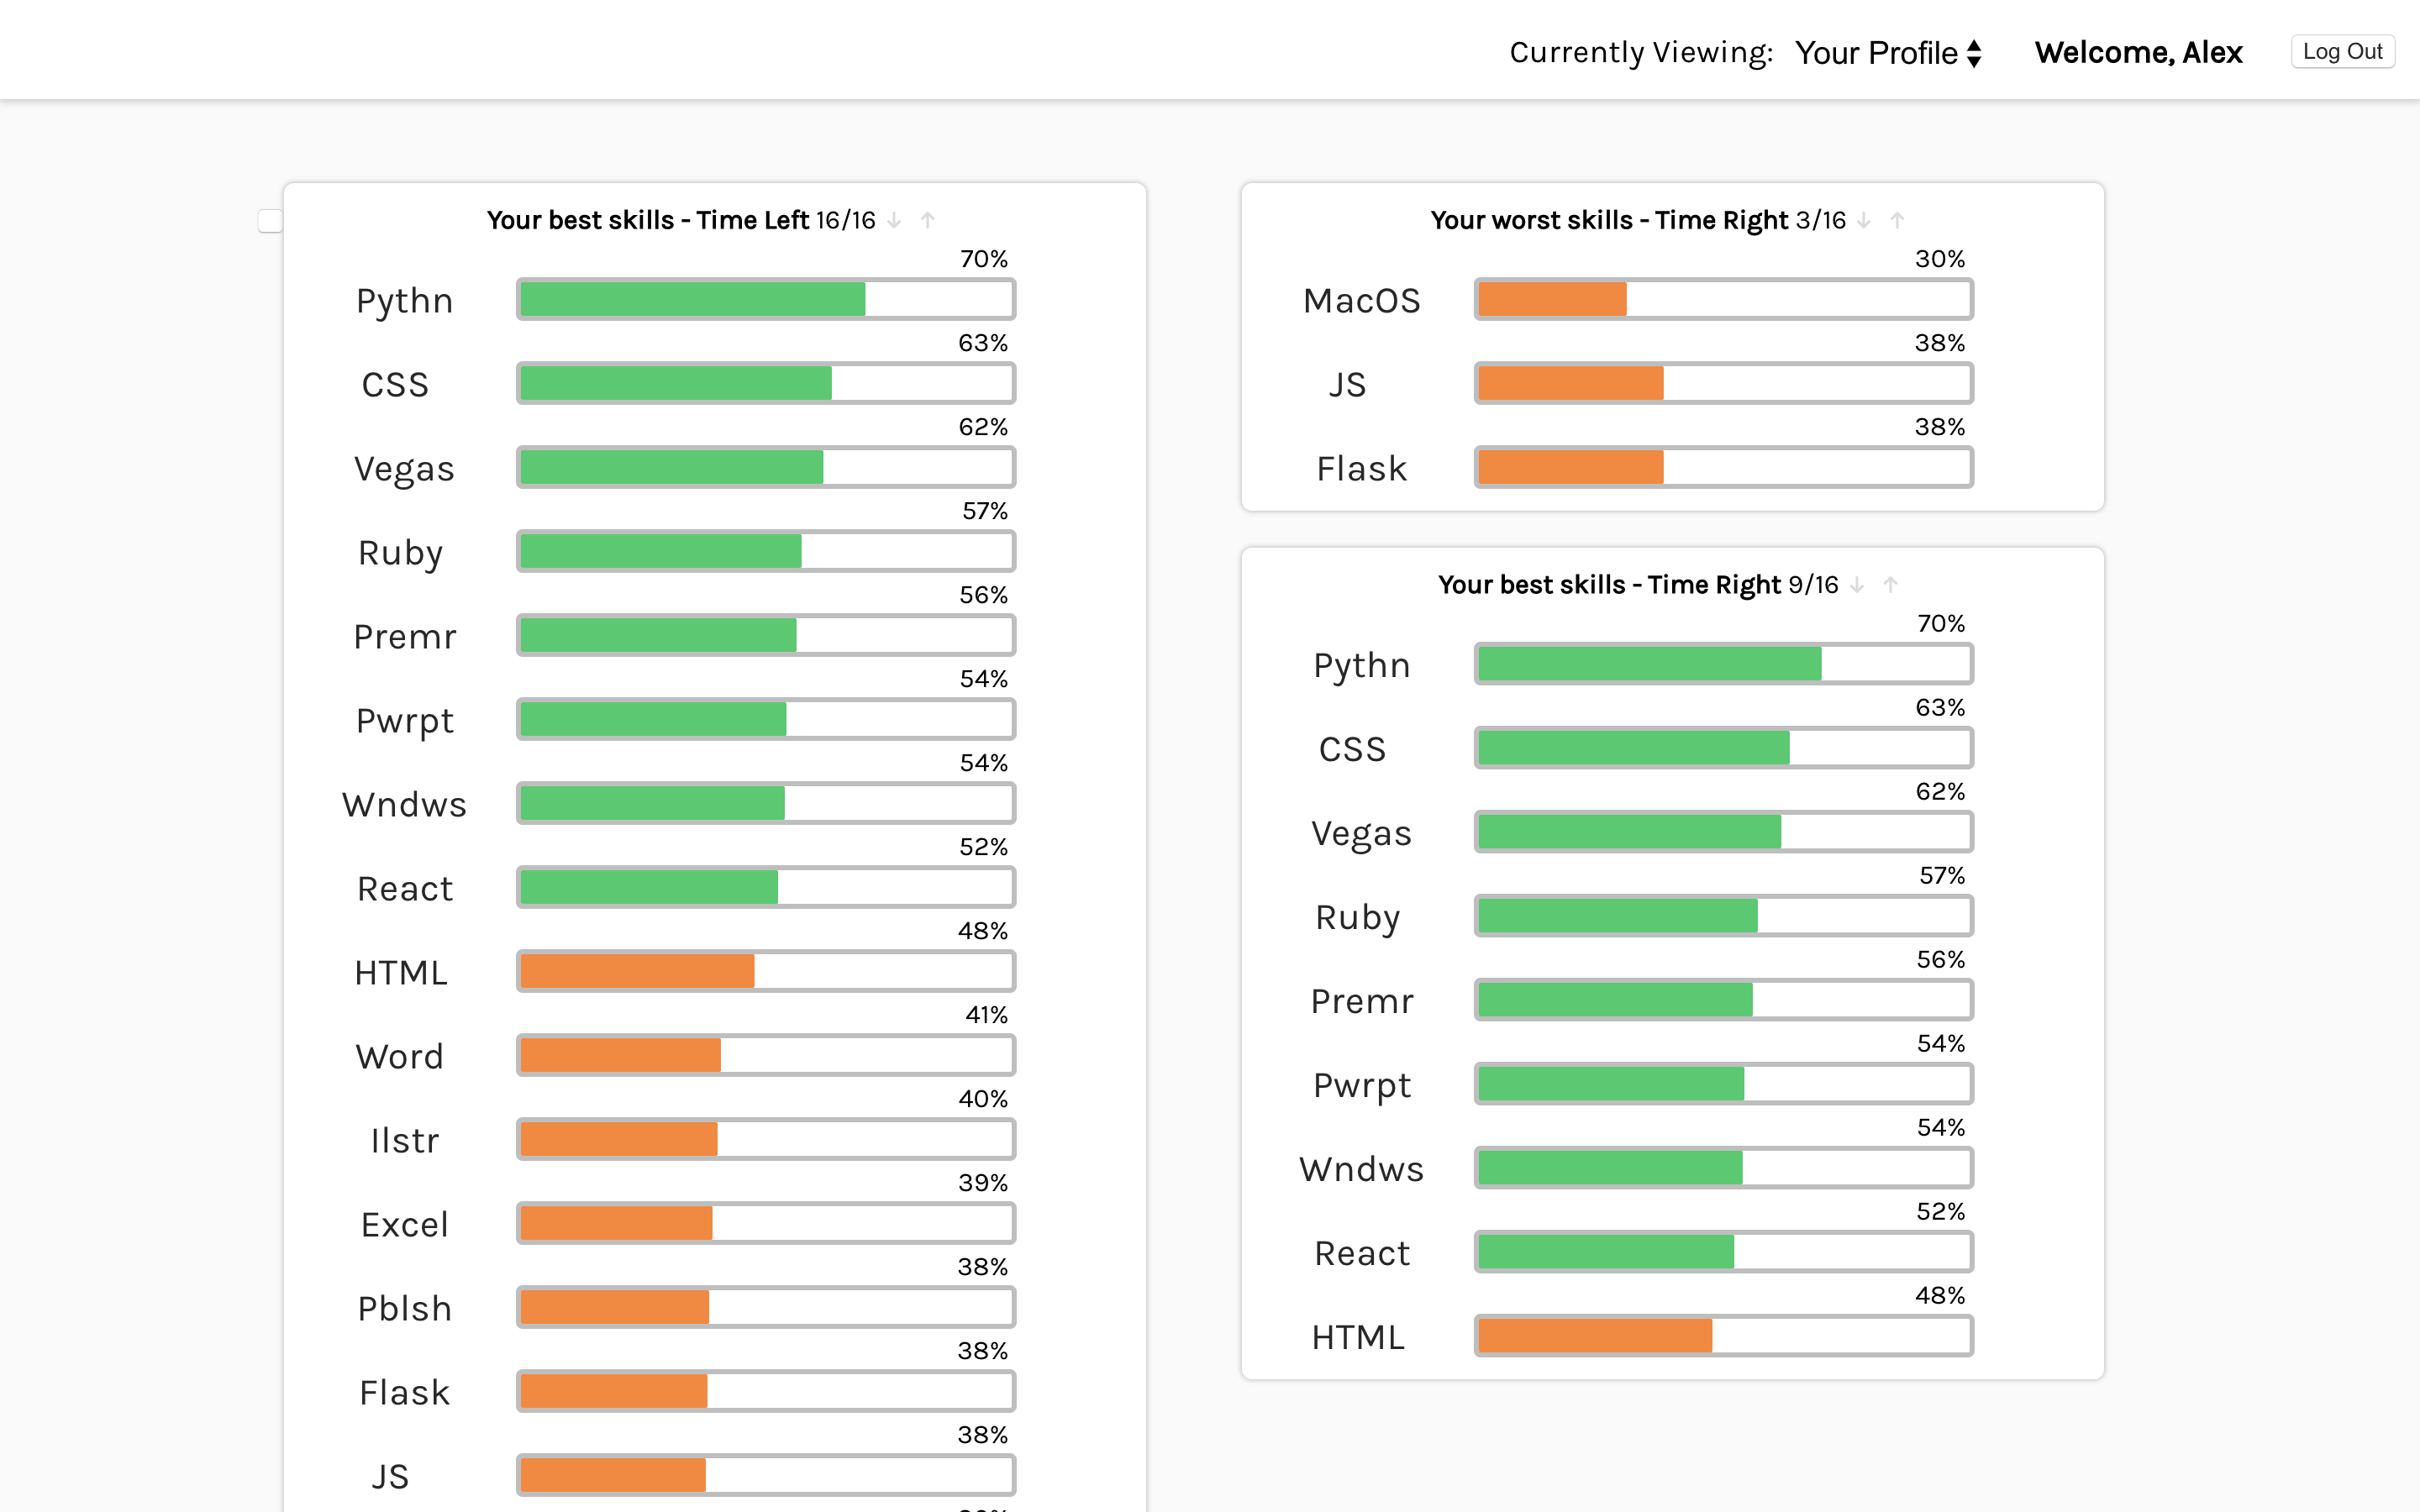 Currently Viewing: Your Profile Welcome, Alex Log Out
Your best skills - Time Left 16/16 ↓ ↑
70%
Pythn
63%
CSS
62%
Vegas
57%
Ruby
56%
Premr
54%
Pwrpt
54%
Wndws
52%
React
48%
HTML
41%
Word
40%
Ilstr
39%
Excel
38%
Pblsh
38%
Flask
38%
JS
Your worst skills - Time Right 3/16 ↓ ↑
30%
MacOS
38%
JS
38%
Flask
Your best skills - Time Right 9/16 ↓ ↑
70%
Pythn
63%
CSS
62%
Vegas
57%
Ruby
56%
Premr
54%
Pwrpt
54%
Wndws
52%
React
48%
HTML